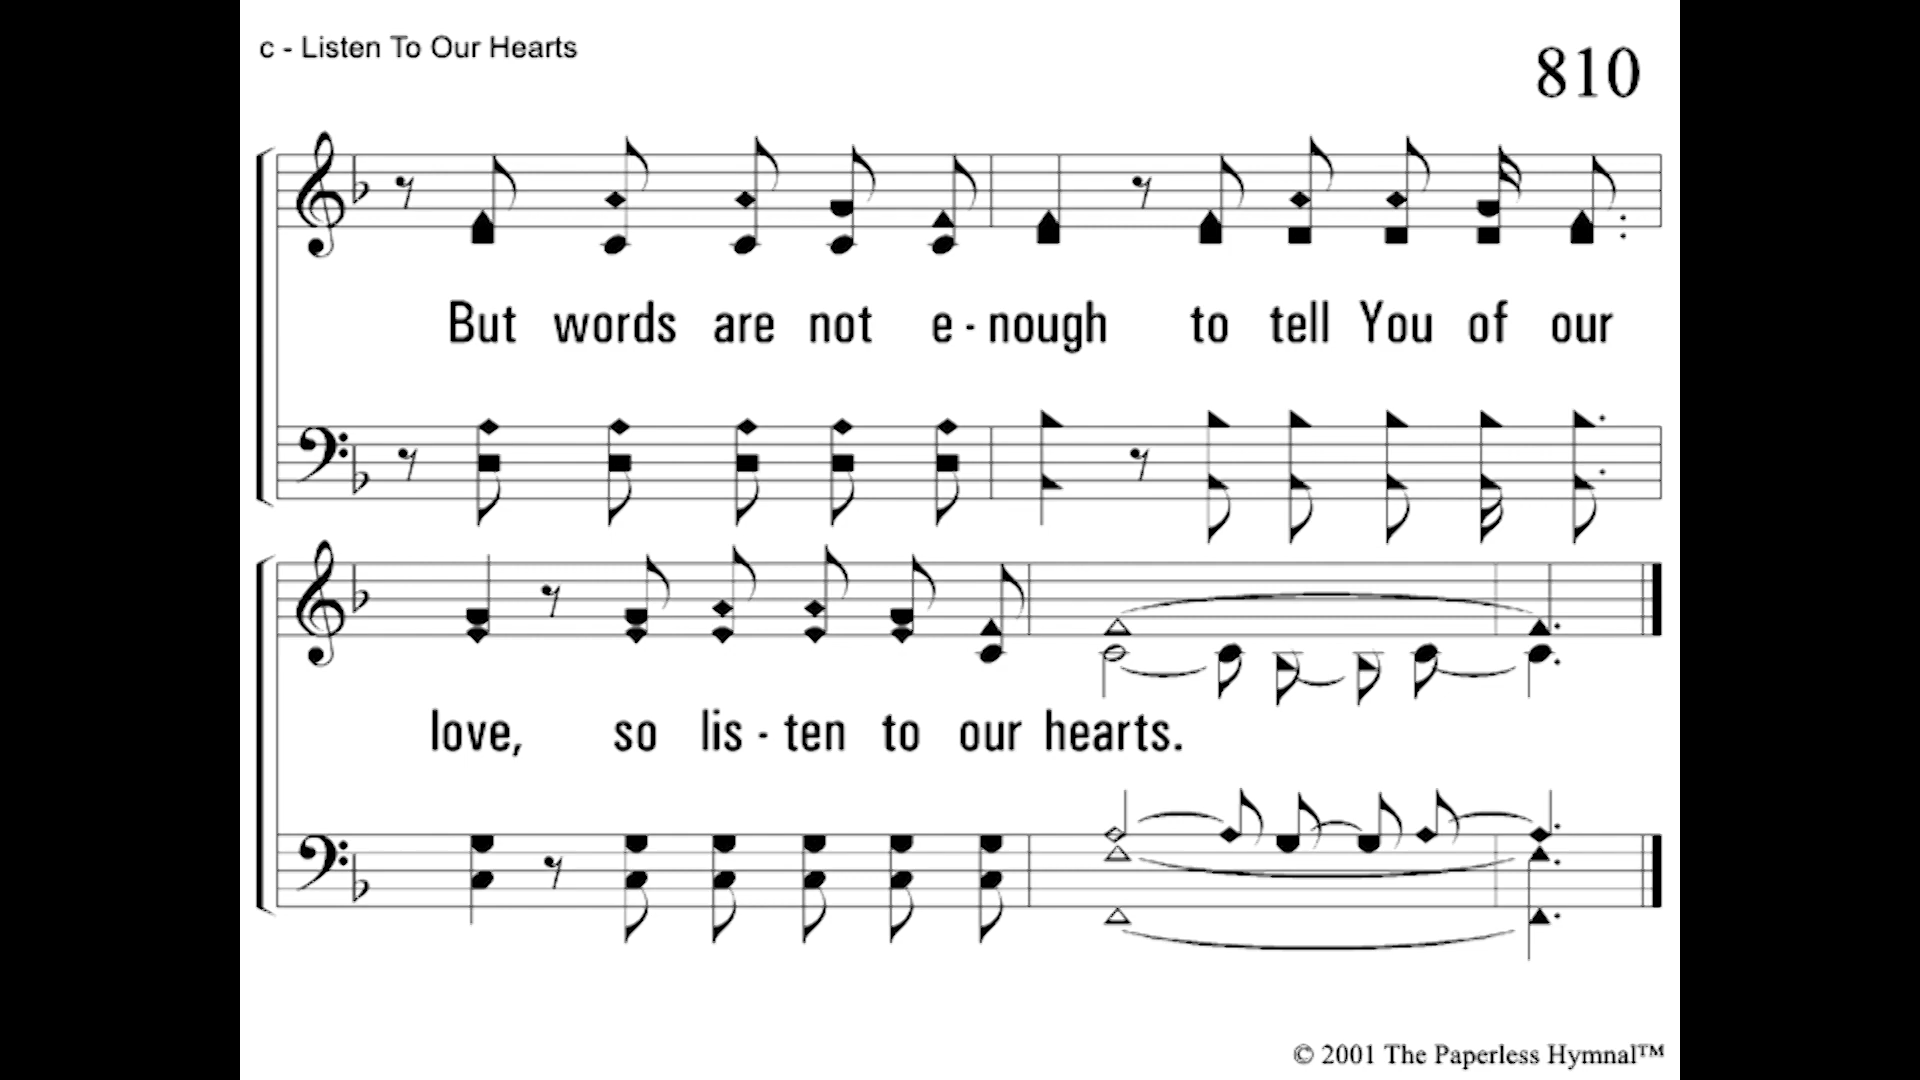 c - Listen To Our Hearts
810
But words are not e - nough to tell You of our
love, so lis - ten to our hearts.
© 2001 The Paperless Hymnal™